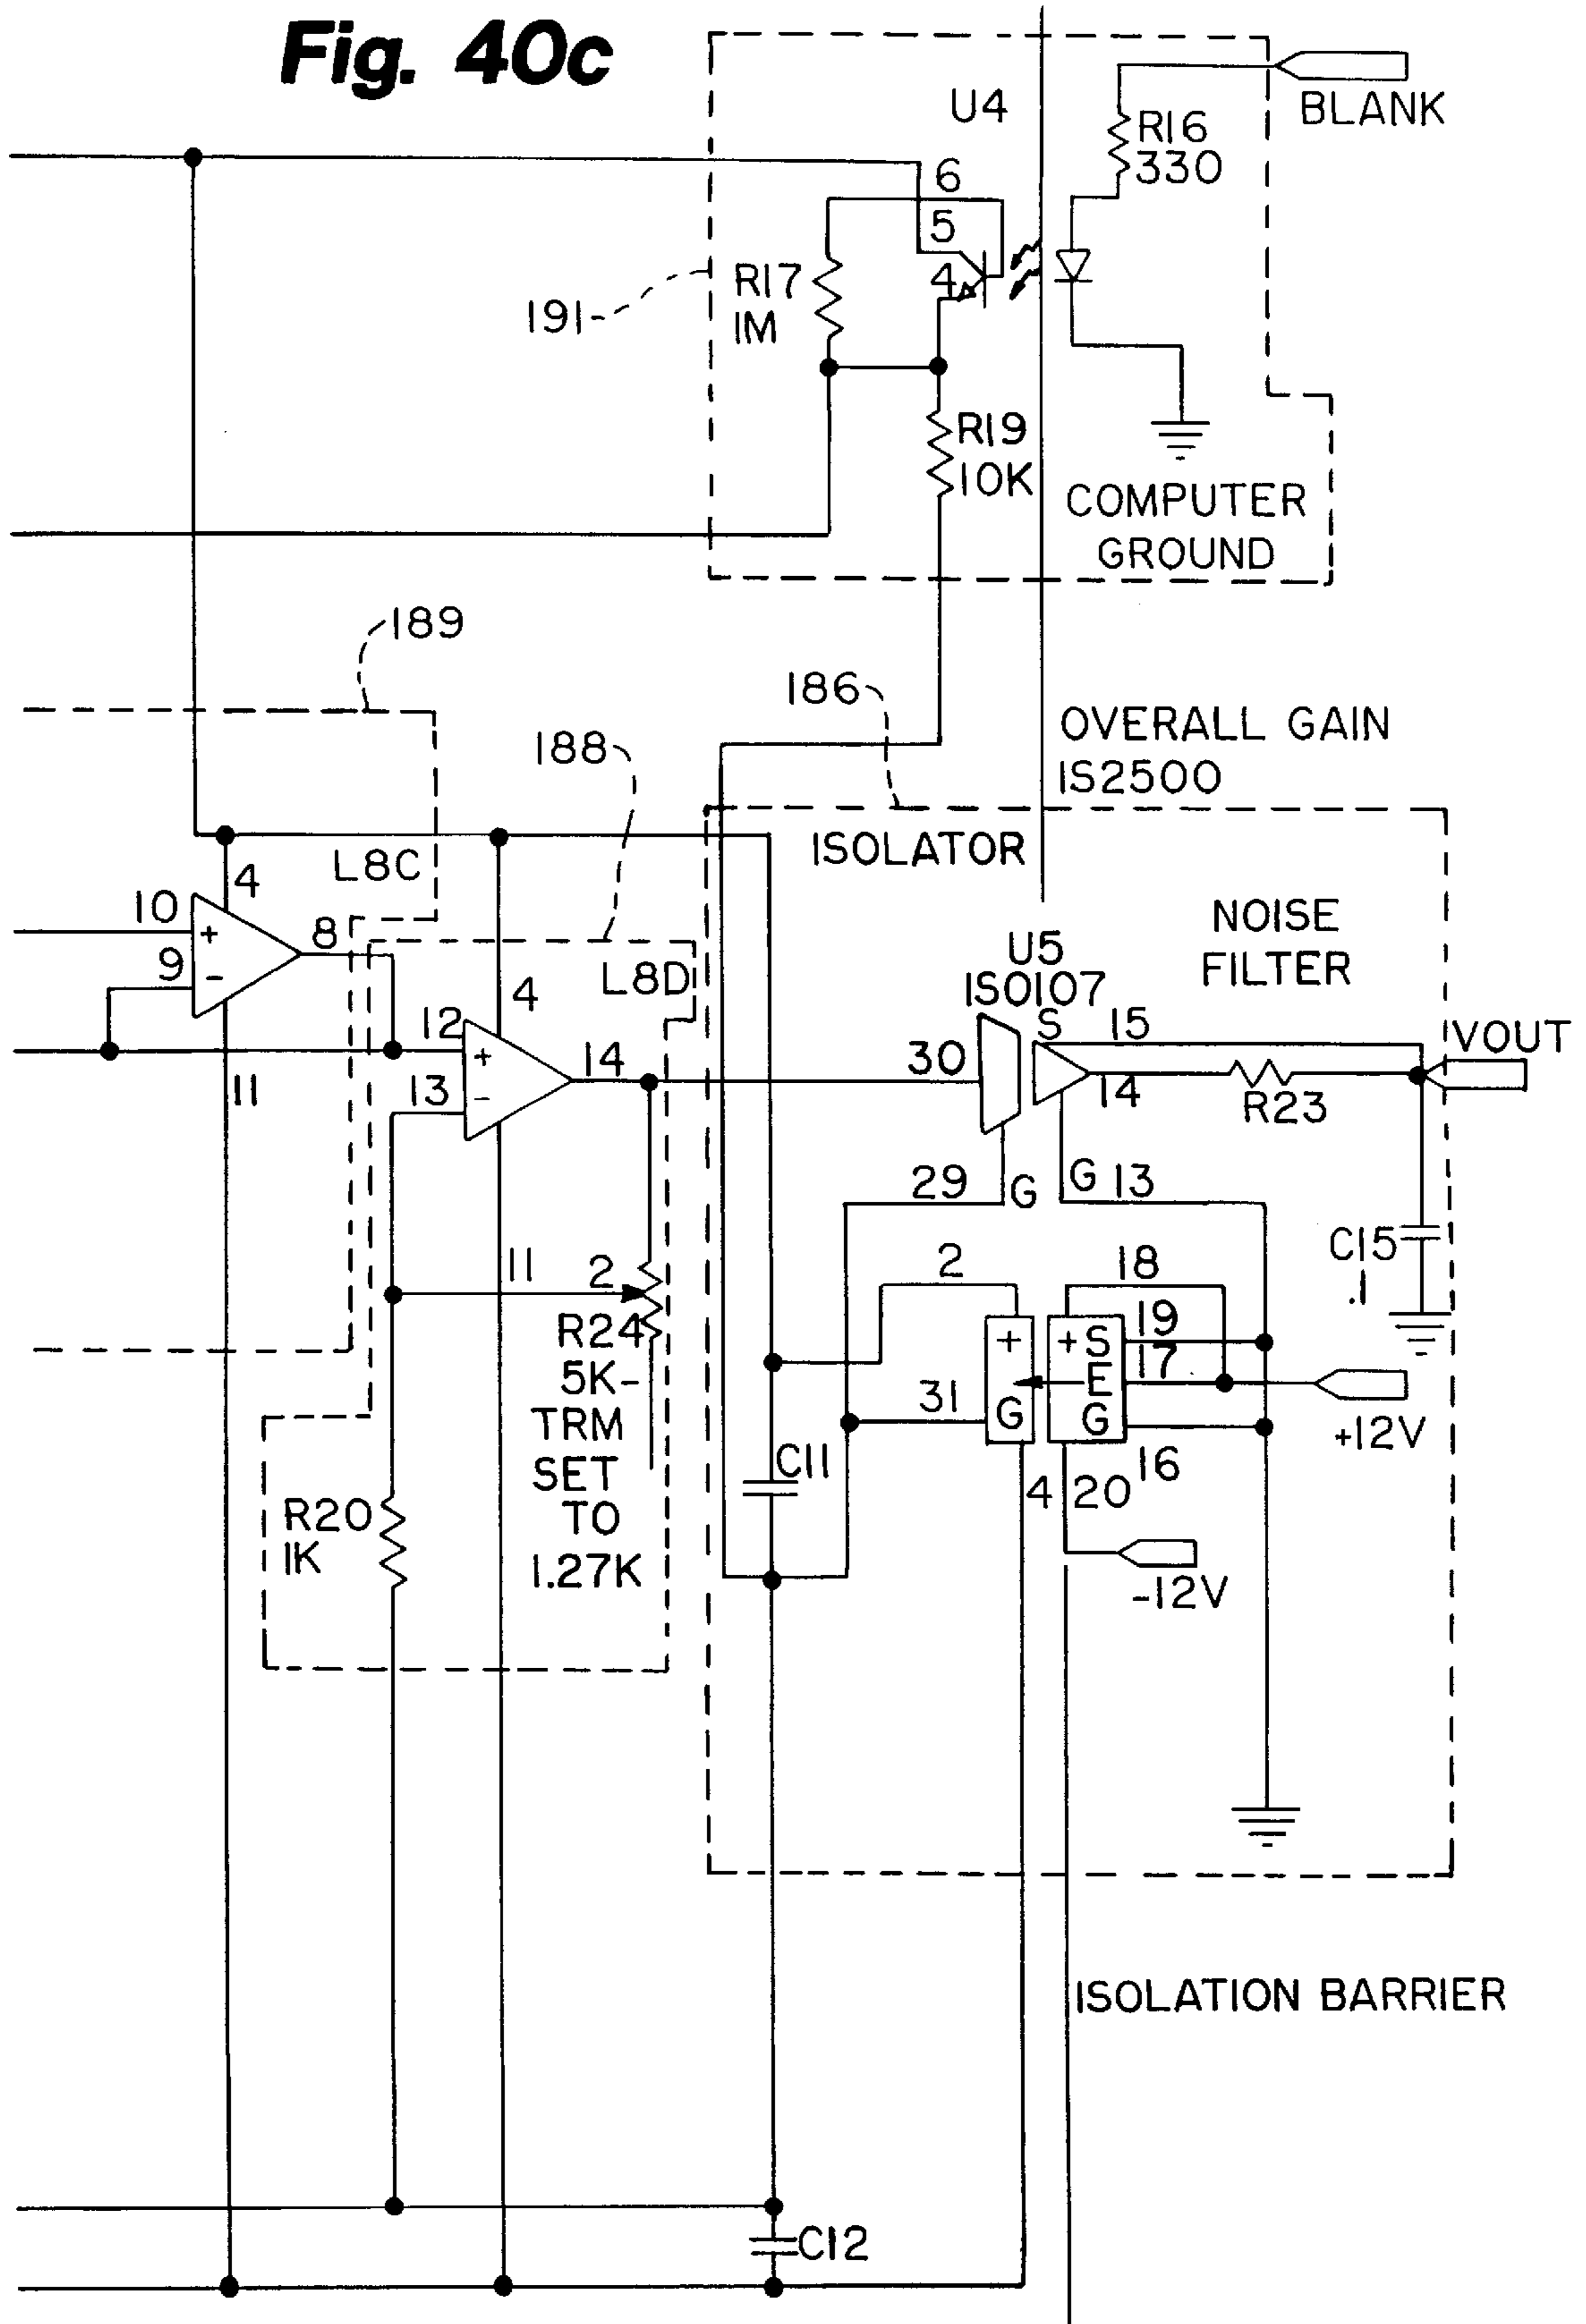 Fig. 40c
BLANK
U4
R16
330
6
5
4
R17
1M
191
R19
10K
COMPUTER
GROUND
189
186
188
OVERALL GAIN
IS2500
ISOLATOR
L8C
4
10
+
8
9
-
NOISE
FILTER
U5
ISO107
L8D
4
S
15
VOUT
12
+
14
30
14
R23
11
13
-
29
G
G
13
C15
.1
11
2
2
18
R24
5K-
TRM
SET
TO
1.27K
+
+S
19
E
17
31
G
G
+12V
16
C11
4
20
R20
1K
-12V
ISOLATION BARRIER
C12